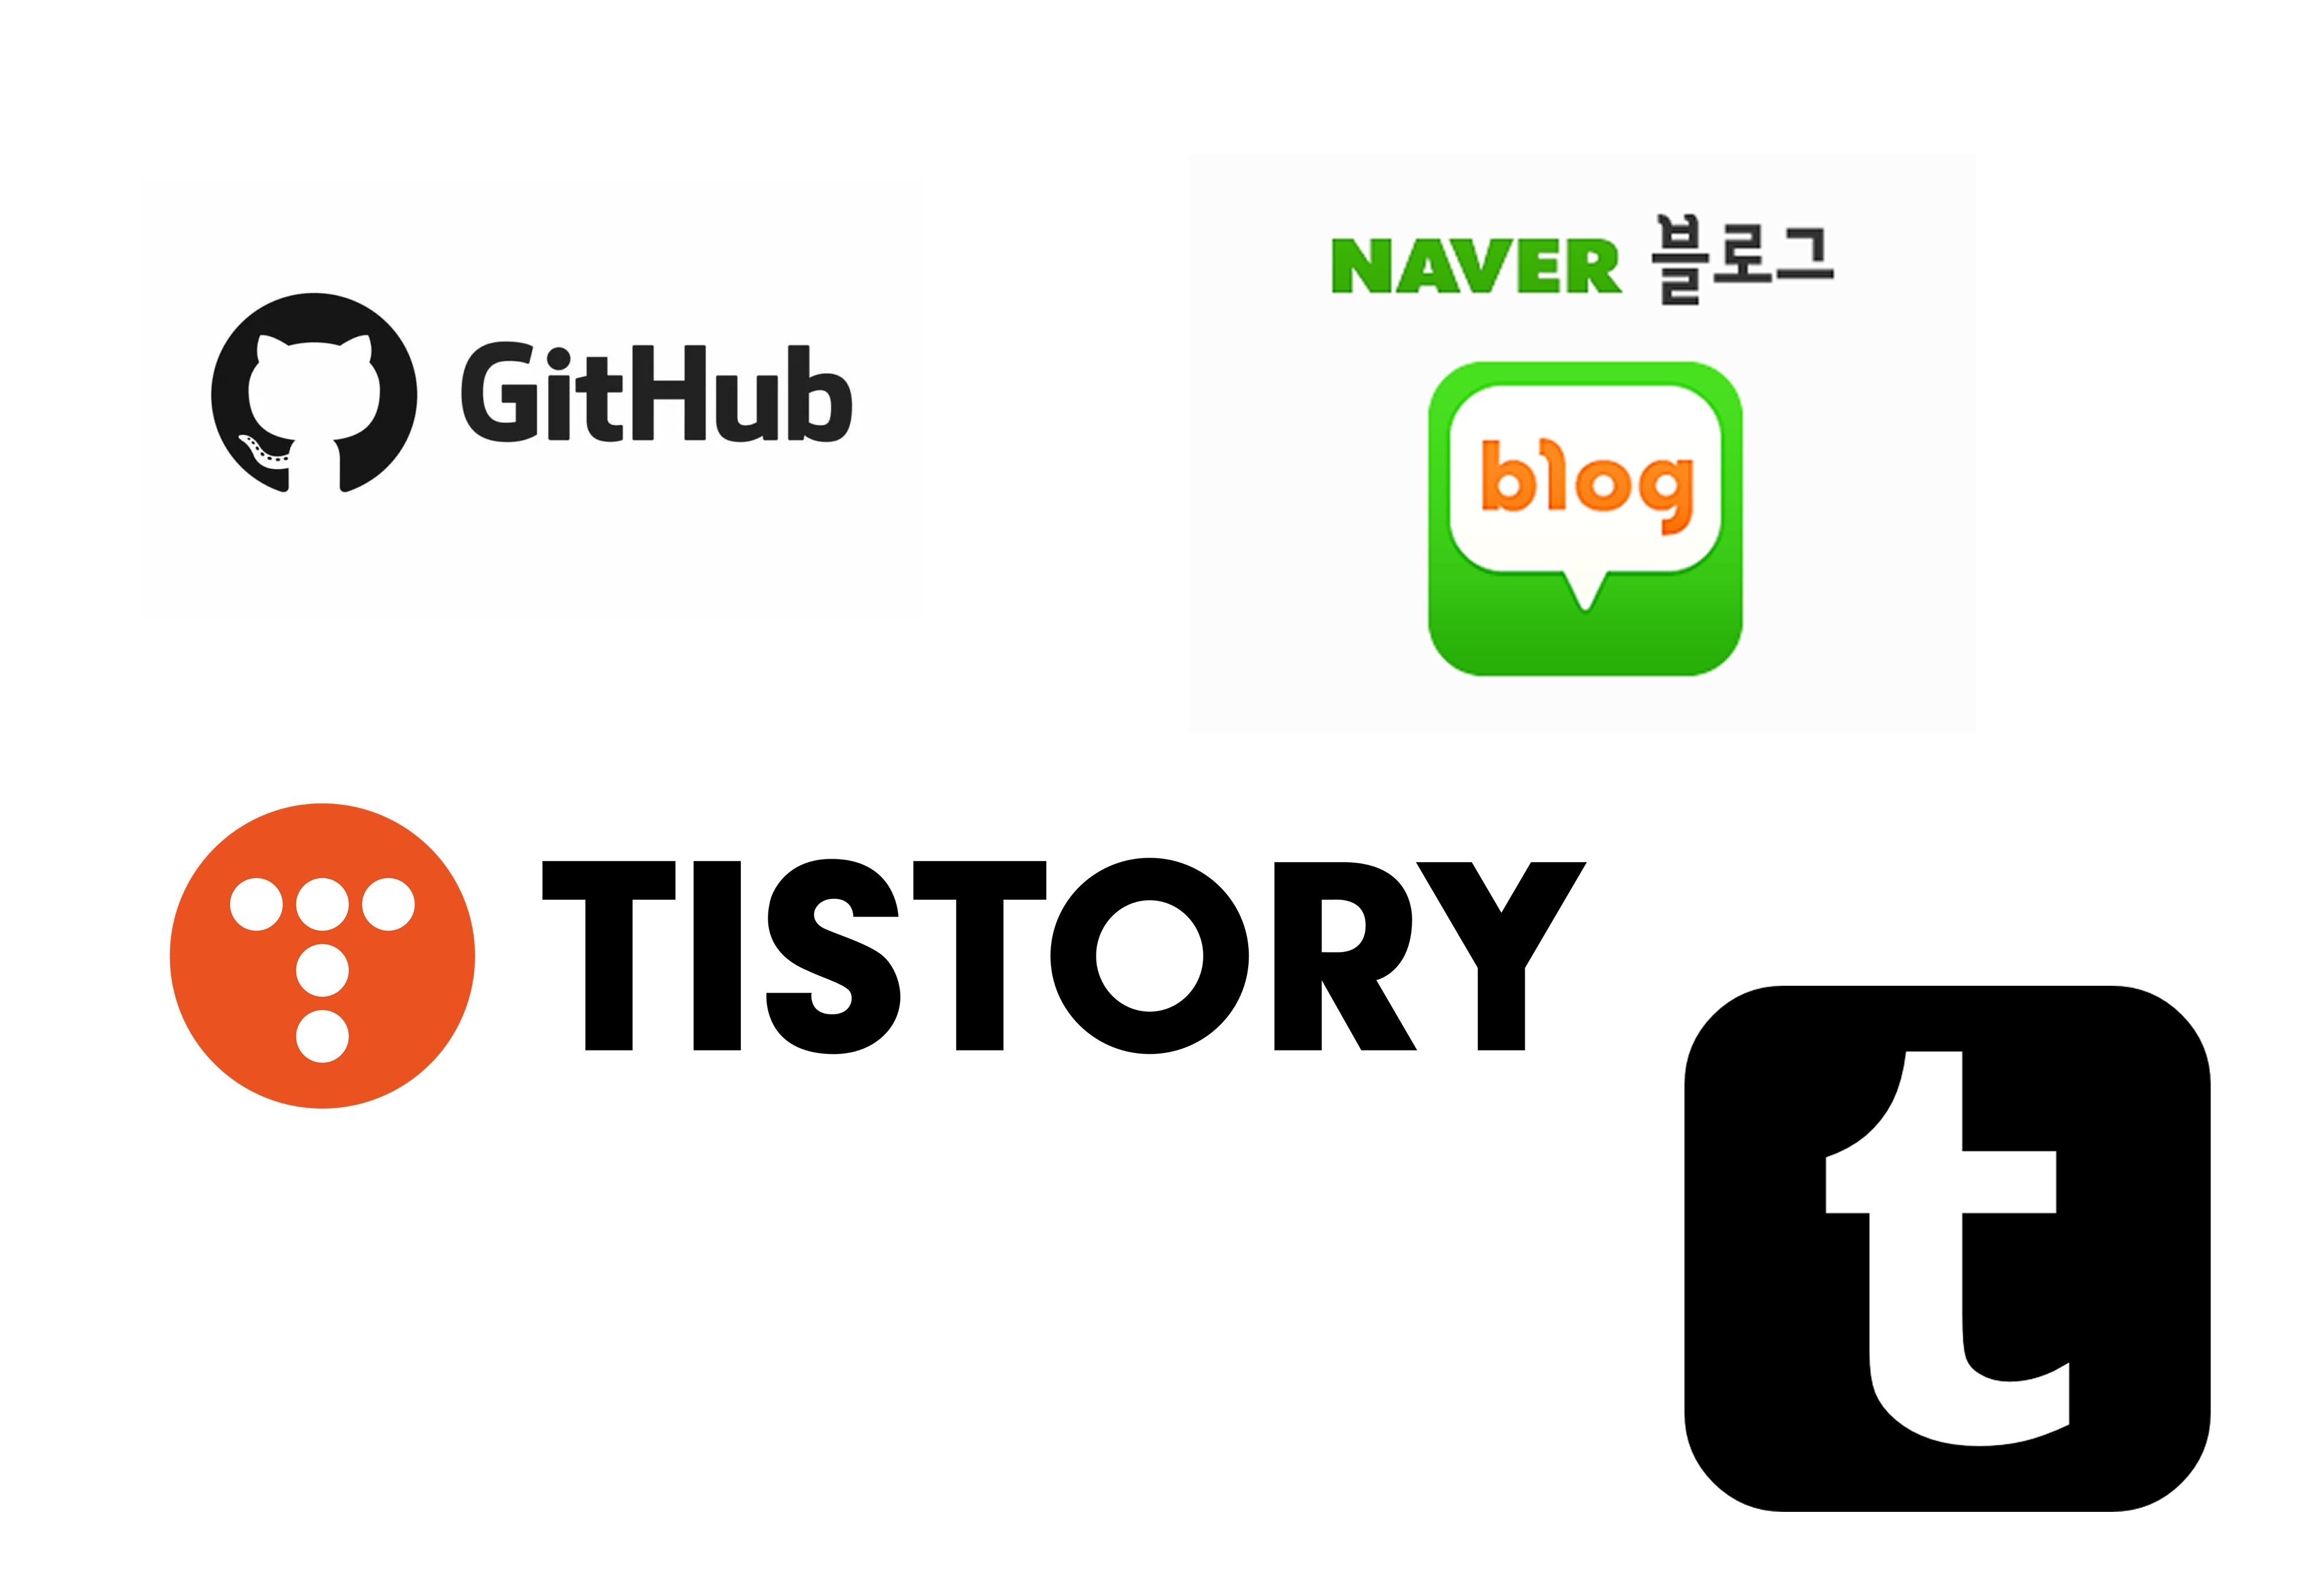 GitHub
NAVER 블로그
blog
TISTORY
t